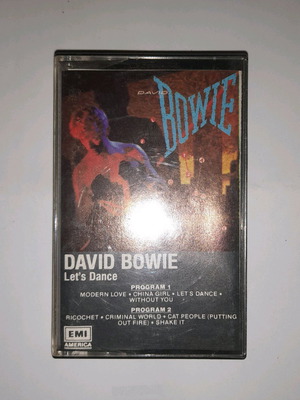 DAVID
BOWIE
DAVID BOWIE
Let's Dance
PROGRAM 1
MODERN LOVE • CHINA GIRL • LET'S DANCE •
WITHOUT YOU
PROGRAM 2
RICOCHET • CRIMINAL WORLD • CAT PEOPLE (PUTTING
OUT FIRE) • SHAKE IT
EMI
AMERICA